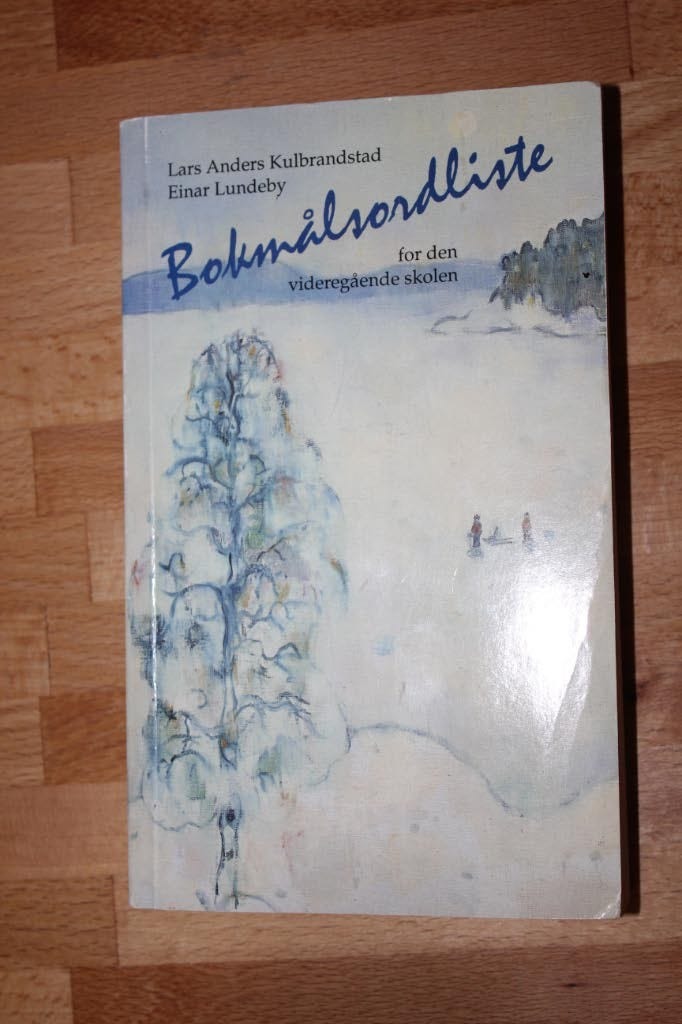 Lars Anders Kulbrandstad
Einar Lundeby
Bokmålsordliste
for den
videregående skolen